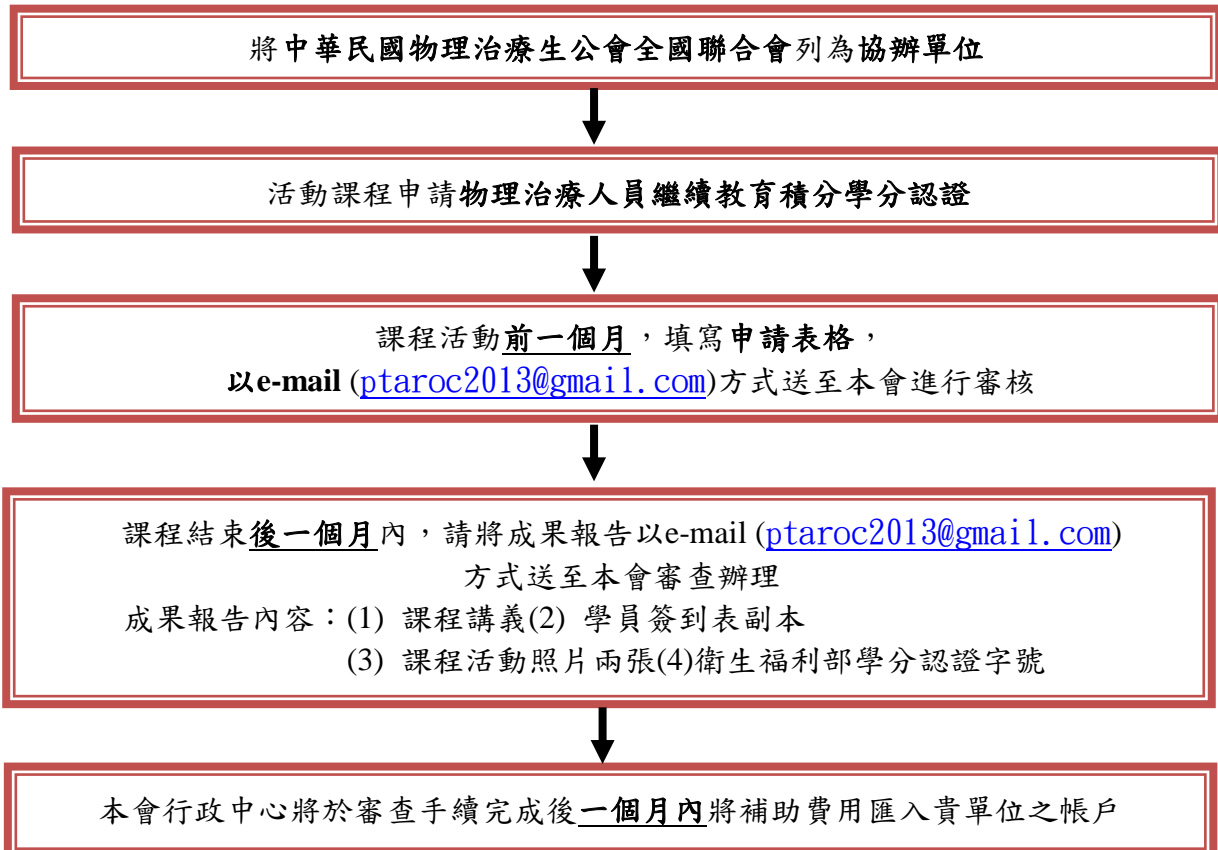 將中華民國物理治療生公會全國聯合會列為協辦單位
活動課程申請物理治療人員繼續教育積分學分認證
課程活動前一個月，填寫申請表格，
以e-mail (ptaroc2013@gmail.com)方式送至本會進行審核
課程結束後一個月內，請將成果報告以e-mail (ptaroc2013@gmail.com)
方式送至本會審查辦理
成果報告內容：(1) 課程講義(2) 學員簽到表副本
(3) 課程活動照片兩張(4)衛生福利部學分認證字號
本會行政中心將於審查手續完成後一個月內將補助費用匯入貴單位之帳戶